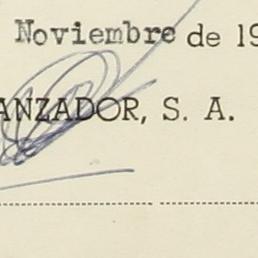 Noviembre de 19
ANZADOR, S. A.